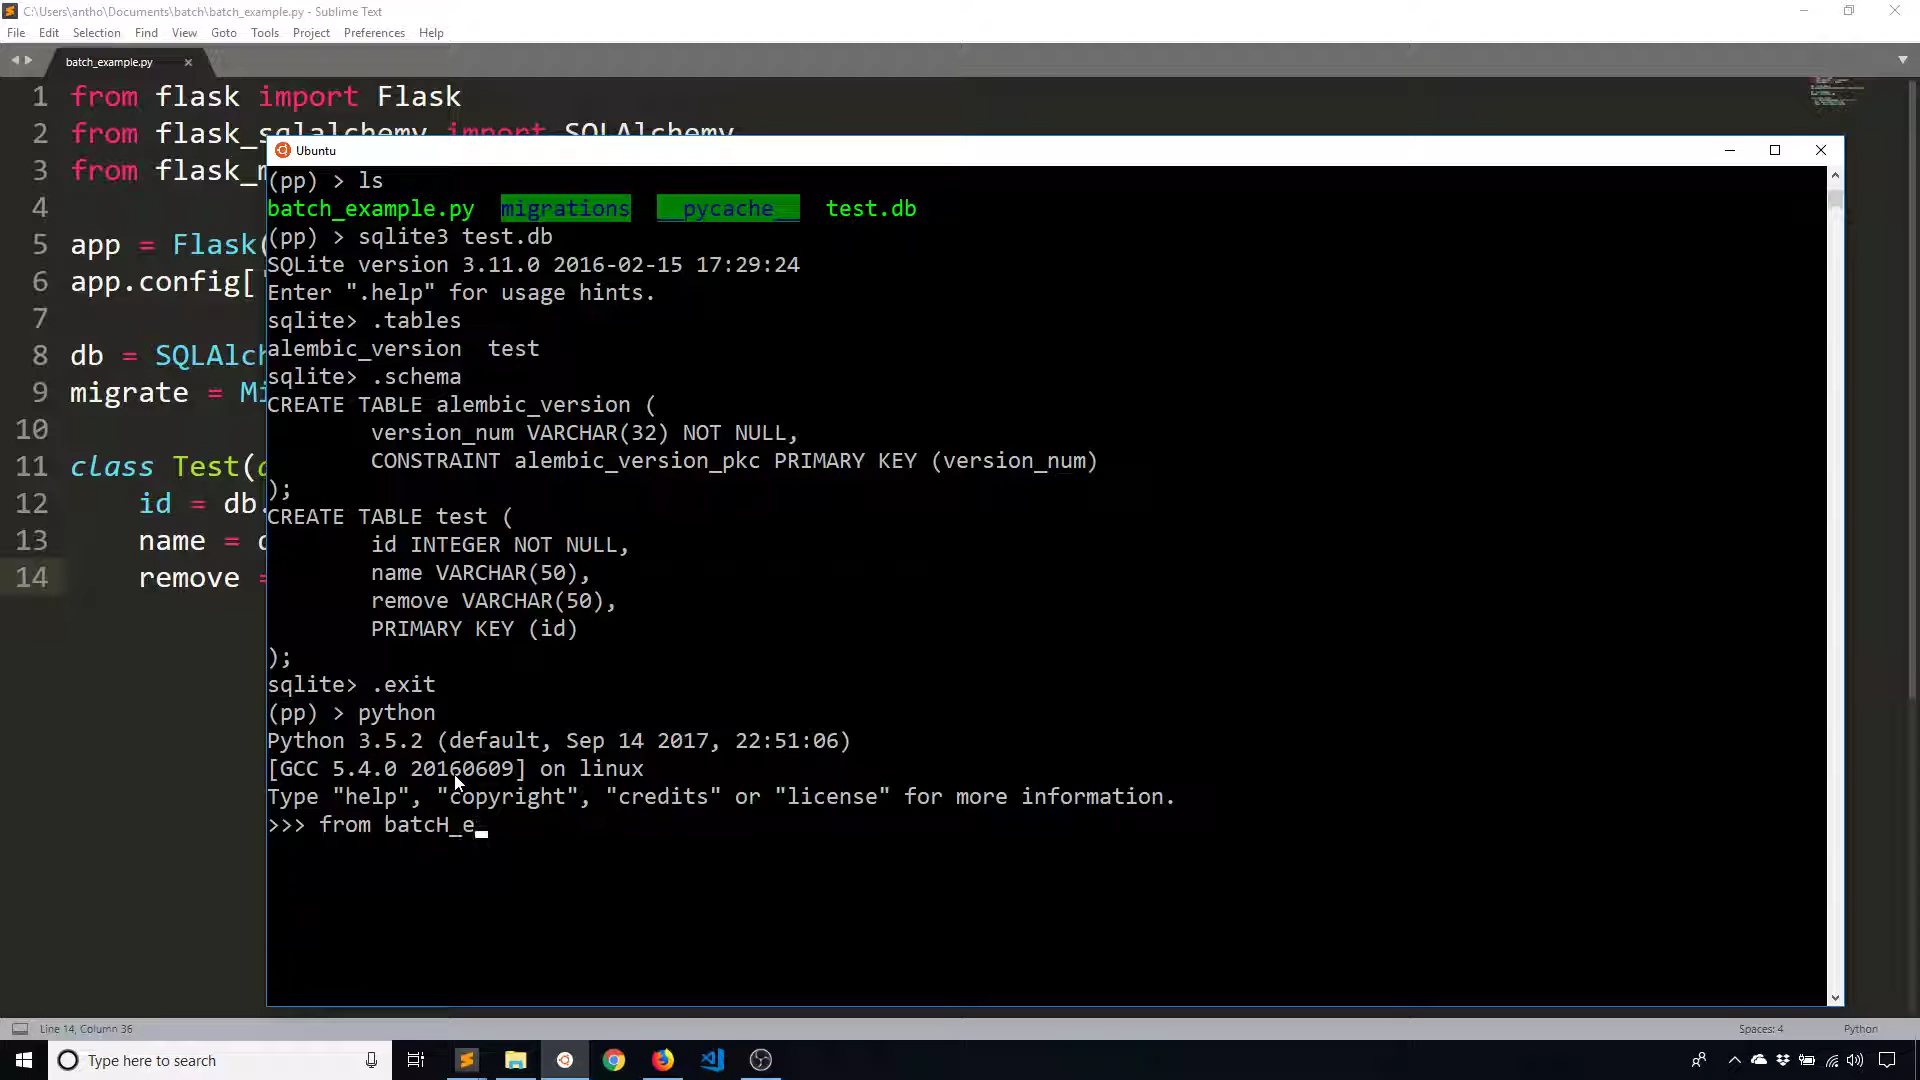 C:\Users\antho\Documents\batch\batch_example.py - Sublime Text
File Edit Selection Find View Goto Tools Project Preferences Help
batch_example.py
1 from flask import Flask
2 from flask_sqlalchemy import SQLAlchemy
3 from flask_m
4
5 app = Flask(
6 app.config['
7
8 db = SQLAlch
9 migrate = Mi
10
11 class Test(d
12 id = db.
13 name = d
14 remove =
Ubuntu
(pp) > ls
batch_example.py migrations __pycache__ test.db
(pp) > sqlite3 test.db
SQLite version 3.11.0 2016-02-15 17:29:24
Enter ".help" for usage hints.
sqlite> .tables
alembic_version test
sqlite> .schema
CREATE TABLE alembic_version (
version_num VARCHAR(32) NOT NULL,
CONSTRAINT alembic_version_pkc PRIMARY KEY (version_num)
);
CREATE TABLE test (
id INTEGER NOT NULL,
name VARCHAR(50),
remove VARCHAR(50),
PRIMARY KEY (id)
);
sqlite> .exit
(pp) > python
Python 3.5.2 (default, Sep 14 2017, 22:51:06)
[GCC 5.4.0 20160609] on linux
Type "help", "copyright", "credits" or "license" for more information.
>>> from batcH_e
Line 14, Column 36 Spaces: 4 Python
Type here to search